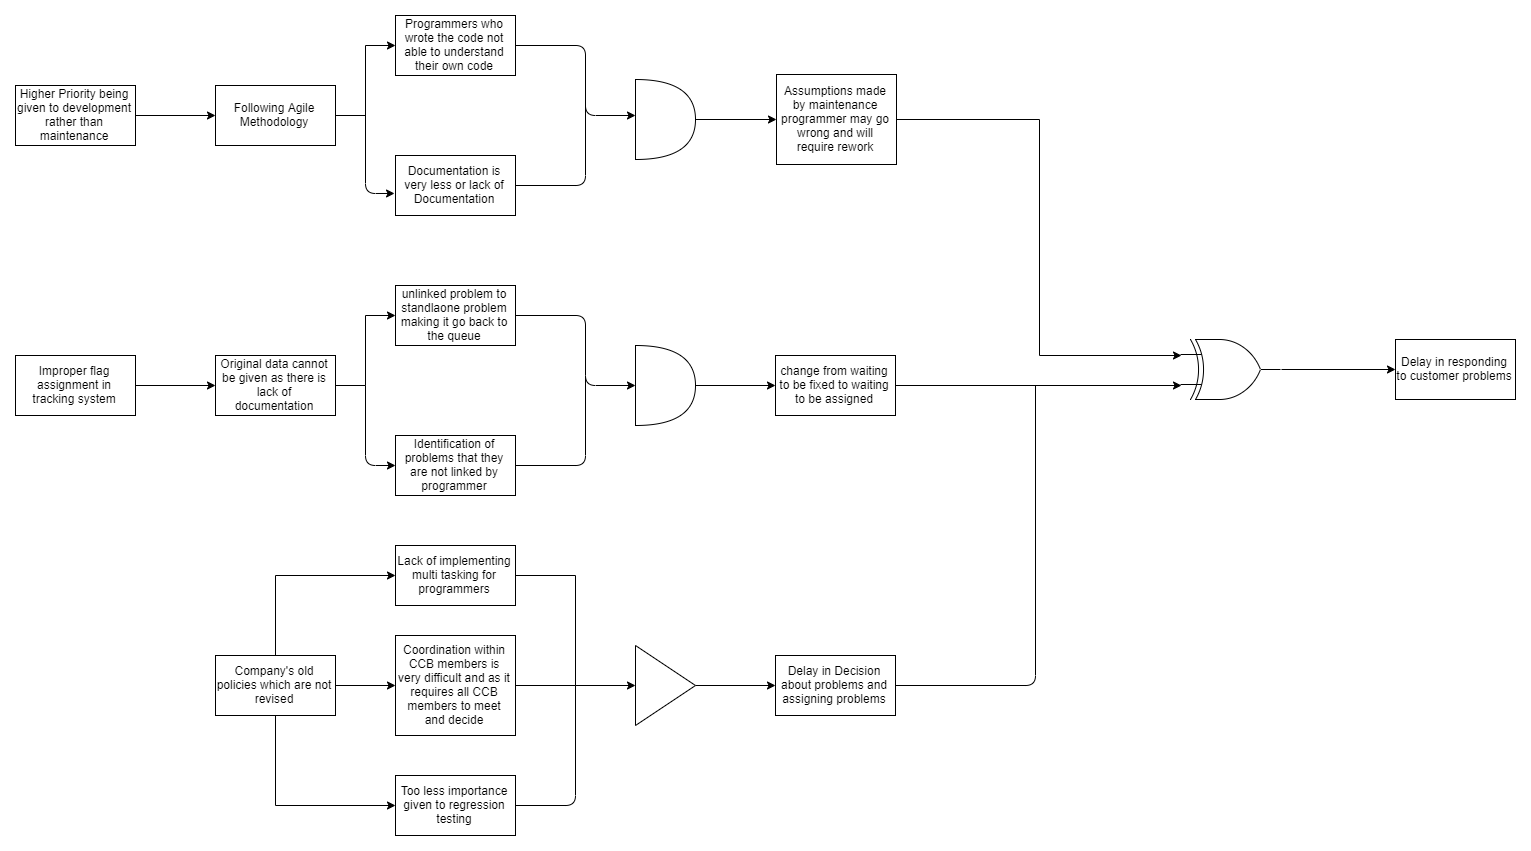 Programmers who
wrote the code not
able to understand
their own code
Higher Priority being
given to development
rather than
maintenance
Following Agile
Methodology
Assumptions made
by maintenance
programmer may go
wrong and will
require rework
Documentation is
very less or lack of
Documentation
unlinked problem to
standlaone problem
making it go back to
the queue
Improper flag
assignment in
tracking system
Original data cannot
be given as there is
lack of
documentation
change from waiting
to be fixed to waiting
to be assigned
Delay in responding
to customer problems
Identification of
problems that they
are not linked by
programmer
Lack of implementing
multi tasking for
programmers
Company's old
policies which are not
revised
Coordination within
CCB members is
very difficult and as it
requires all CCB
members to meet
and decide
Delay in Decision
about problems and
assigning problems
Too less importance
given to regression
testing